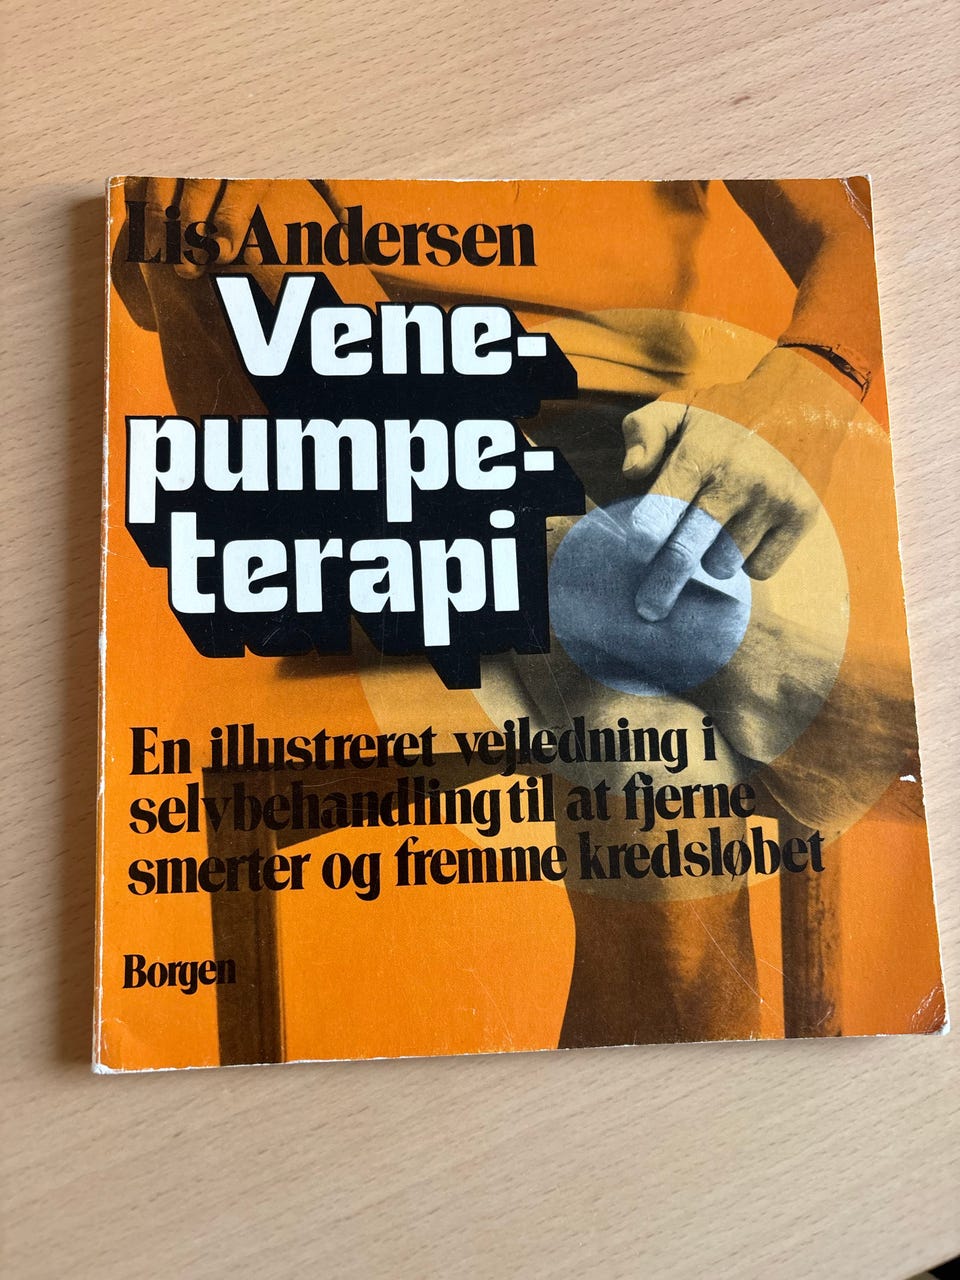 Lis Andersen
Vene-
pumpe-
terapi
En illustreret vejledning i
selvbehandling til at fjerne
smerter og fremme kredsløbet
Borgen